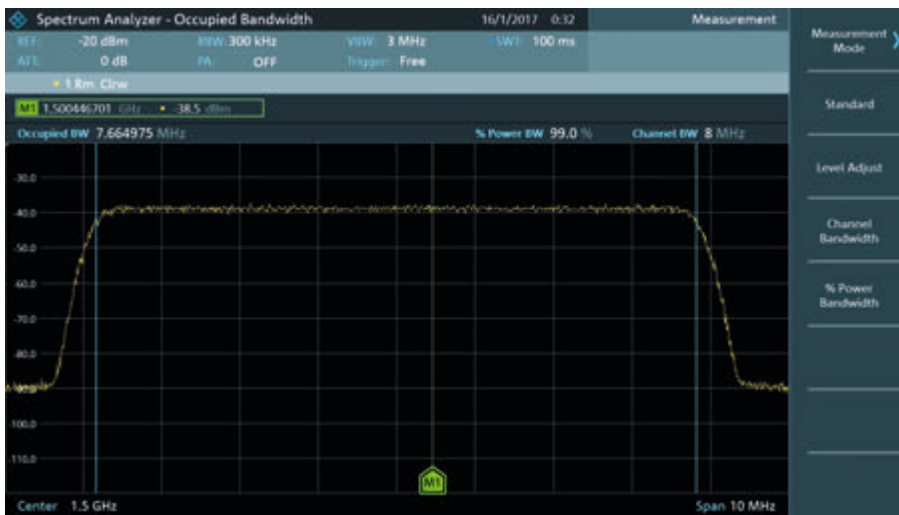 Spectrum Analyzer - Occupied Bandwidth 16/1/2017 0:32 Measurement
REF: -20 dBm RBW: 300 kHz VBW: 3 MHz SWT: 100 ms
ATT: 0 dB PA: OFF Trigger: Free
1 Rm Clrw
M1 1.500446701 GHz -38.5 dBm
Occupied BW 7.664975 MHz % Power BW 99.0 % Channel BW 8 MHz
-30.0
-40.0
-50.0
-60.0
-70.0
-80.0
-90.0
-100.0
-110.0
M1
Center 1.5 GHz Span 10 MHz
Measurement
Mode
Standard
Level Adjust
Channel
Bandwidth
% Power
Bandwidth